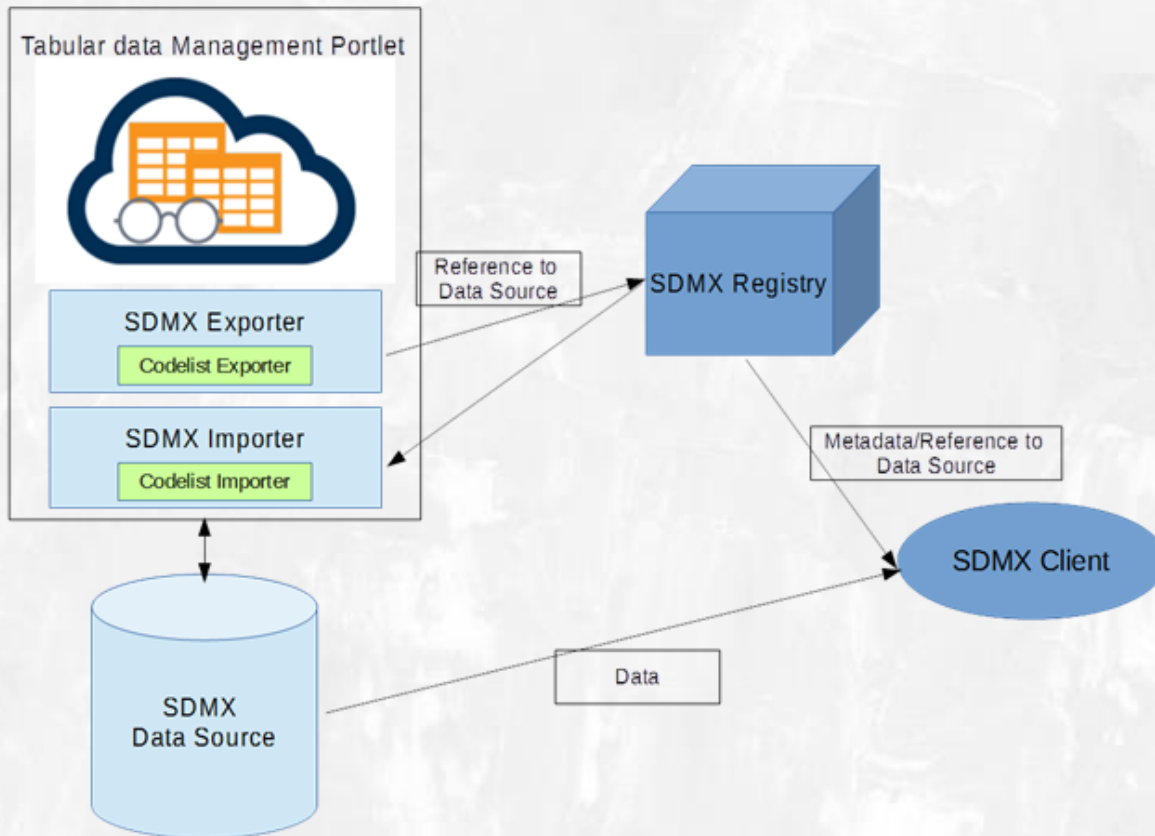 Tabular data Management Portlet
SDMX Exporter
Codelist Exporter
SDMX Importer
Codelist Importer
Reference to
Data Source
SDMX Registry
Metadata/Reference to
Data Source
SDMX Client
SDMX
Data Source
Data